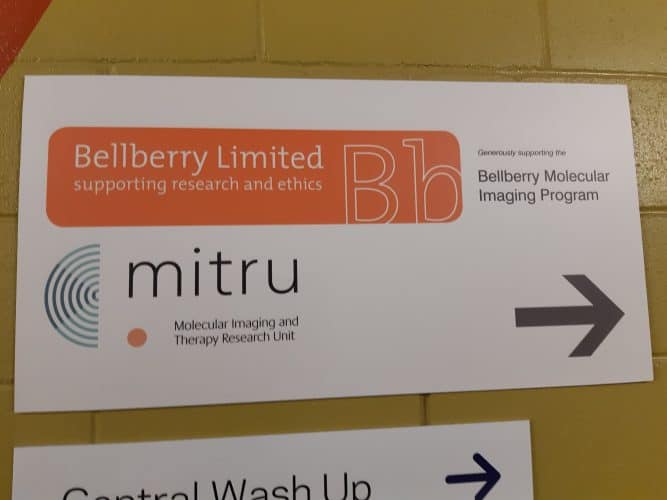 Bellberry Limited
supporting research and ethics
Bb
Generously supporting the
Bellberry Molecular
Imaging Program
mitru
Molecular Imaging and
Therapy Research Unit
Central Wash Up